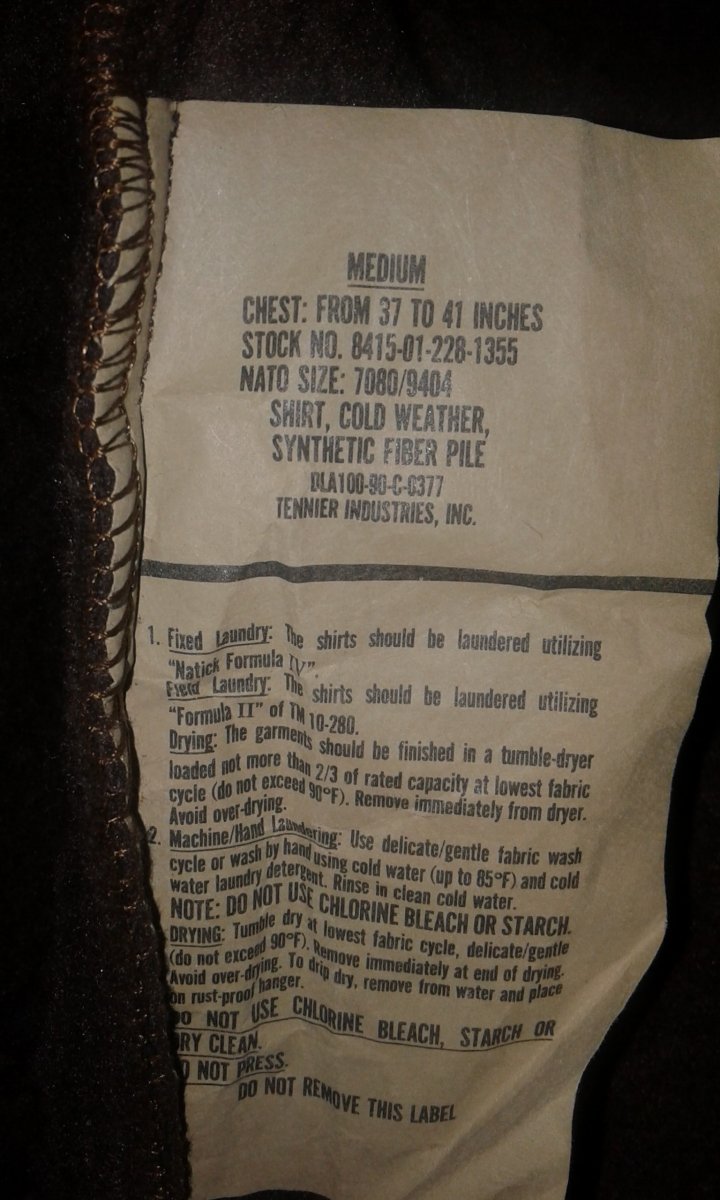 MEDIUM
CHEST: FROM 37 TO 41 INCHES
STOCK NO. 8415-01-228-1355
NATO SIZE: 7080/9404
SHIRT, COLD WEATHER,
SYNTHETIC FIBER PILE
DLA100-90-C-0377
TENNIER INDUSTRIES, INC.
1. Fixed Laundry: The shirts should be laundered utilizing
"Natick Formula IV".
Field Laundry: The shirts should be laundered utilizing
"Formula II" of TM 10-280.
Drying: The garments should be finished in a tumble-dryer
loaded not more than 2/3 of rated capacity at lowest fabric
cycle (do not exceed 90°F). Remove immediately from dryer.
Avoid over-drying.
2. Machine/Hand Laundering: Use delicate/gentle fabric wash
cycle or wash by hand using cold water (up to 85°F) and cold
water laundry detergent. Rinse in clean cold water.
NOTE: DO NOT USE CHLORINE BLEACH OR STARCH.
DRYING: Tumble dry at lowest fabric cycle, delicate/gentle
(do not exceed 90°F). Remove immediately at end of drying.
Avoid over-drying. To drip dry, remove from water and place
on rust-proof hanger.
DO NOT USE CHLORINE BLEACH, STARCH OR
DRY CLEAN.
DO NOT PRESS.
DO NOT REMOVE THIS LABEL